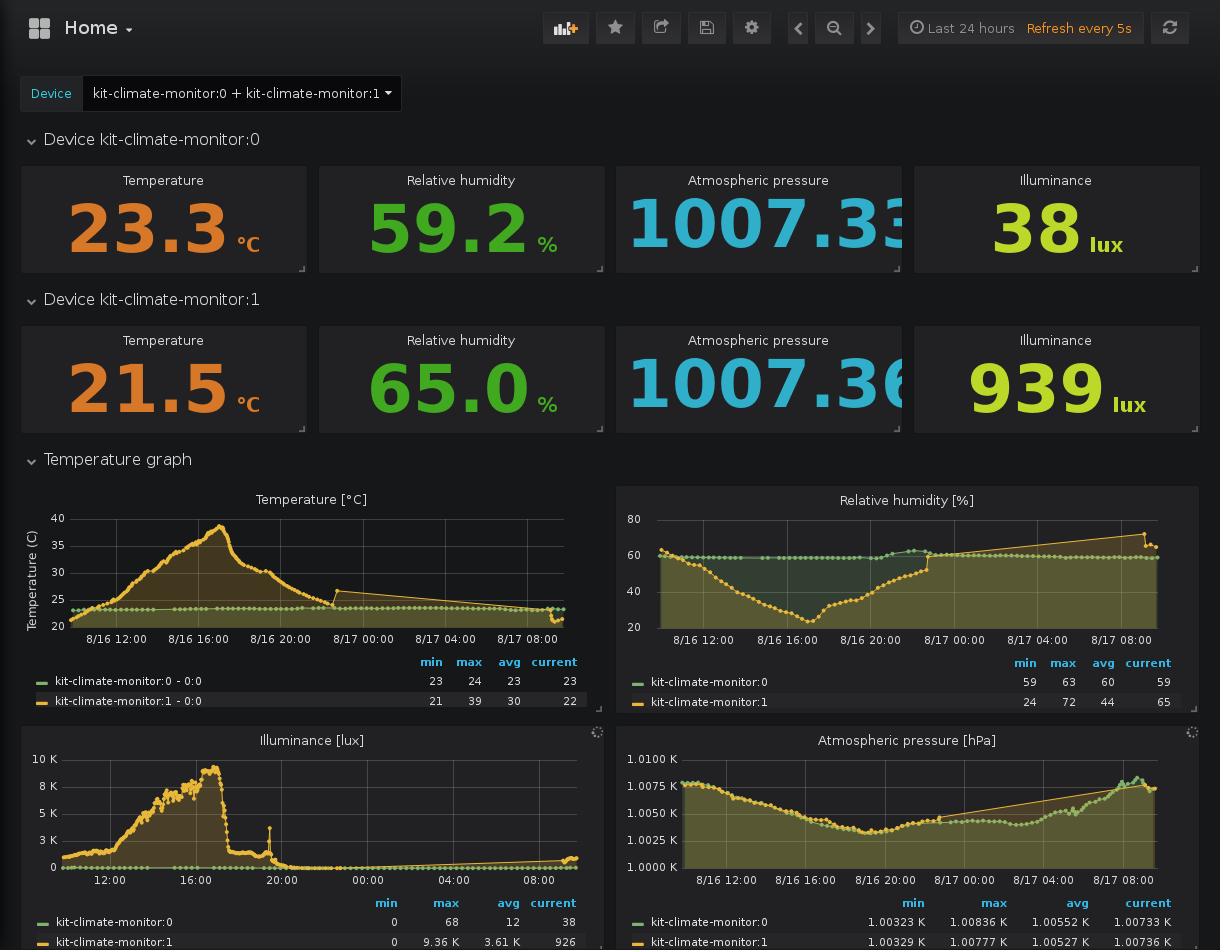 Home
Last 24 hours Refresh every 5s
Device kit-climate-monitor:0 + kit-climate-monitor:1
Device kit-climate-monitor:0
Temperature Relative humidity Atmospheric pressure Illuminance
23.3 °C 59.2 % 1007.33 38 lux
Device kit-climate-monitor:1
Temperature Relative humidity Atmospheric pressure Illuminance
21.5 °C 65.0 % 1007.36 939 lux
Temperature graph
Temperature [°C]
Temperature (C)
40
35
30
25
20
8/16 12:00 8/16 16:00 8/16 20:00 8/17 00:00 8/17 04:00 8/17 08:00
min max avg current
kit-climate-monitor:0 - 0:0 23 24 23 23
kit-climate-monitor:1 - 0:0 21 39 30 22
Relative humidity [%]
80
60
40
20
8/16 12:00 8/16 16:00 8/16 20:00 8/17 00:00 8/17 04:00 8/17 08:00
min max avg current
kit-climate-monitor:0 59 63 60 59
kit-climate-monitor:1 24 72 44 65
Illuminance [lux]
10 K
8 K
5 K
3 K
0
12:00 16:00 20:00 00:00 04:00 08:00
min max avg current
kit-climate-monitor:0 0 68 12 38
kit-climate-monitor:1 0 9.36 K 3.61 K 926
Atmospheric pressure [hPa]
1.0100 K
1.0075 K
1.0050 K
1.0025 K
1.0000 K
8/16 12:00 8/16 16:00 8/16 20:00 8/17 00:00 8/17 04:00 8/17 08:00
min max avg current
kit-climate-monitor:0 1.00323 K 1.00836 K 1.00552 K 1.00733 K
kit-climate-monitor:1 1.00329 K 1.00777 K 1.00527 K 1.00736 K